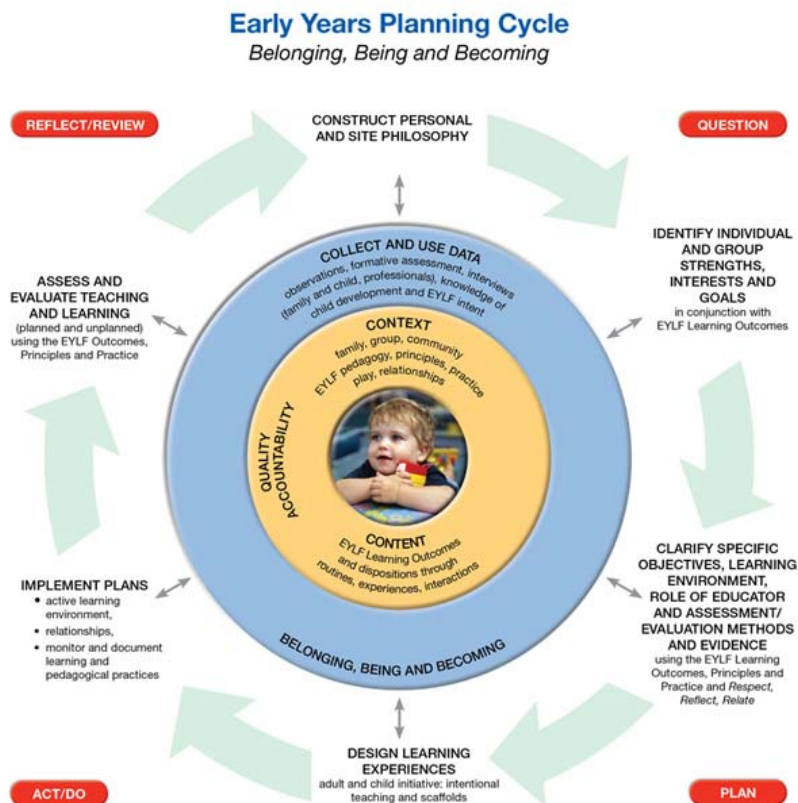 Early Years Planning Cycle
Belonging, Being and Becoming
REFLECT/REVIEW
CONSTRUCT PERSONAL
AND SITE PHILOSOPHY
QUESTION
IDENTIFY INDIVIDUAL
AND GROUP
STRENGTHS,
INTERESTS AND
GOALS
in conjunction with
EYLF Learning Outcomes
CLARIFY SPECIFIC
OBJECTIVES, LEARNING
ENVIRONMENT,
ROLE OF EDUCATOR
AND ASSESSMENT/
EVALUATION METHODS
AND EVIDENCE
using the EYLF Learning
Outcomes, Principles and
Practice and Respect,
Reflect, Relate
PLAN
DESIGN LEARNING
EXPERIENCES
adult and child initiative: intentional
teaching and scaffolds
ACT/DO
IMPLEMENT PLANS
• active learning
environment,
• relationships,
• monitor and document
learning and
pedagogical practices
ASSESS AND
EVALUATE TEACHING
AND LEARNING
(planned and unplanned)
using the EYLF Outcomes,
Principles and Practice
COLLECT AND USE DATA
observations, formative assessment, interviews
(family and child, professionals), knowledge of
child development and EYLF intent
CONTEXT
family, group, community
EYLF pedagogy, principles, practice
play, relationships
QUALITY
ACCOUNTABILITY
CONTENT
EYLF Learning Outcomes
and dispositions through
routines, experiences, interactions
BELONGING, BEING AND BECOMING